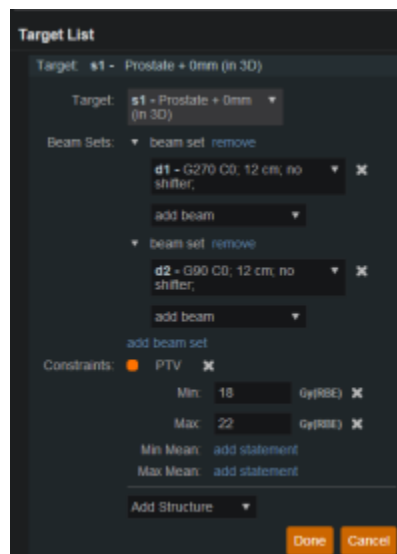 Target List
Target: s1 - Prostate + 0mm (in 3D)
Target: s1 - Prostate + 0mm
(in 3D)
Beam Sets: beam set remove
d1 - G270 C0; 12 cm; no
shifter;
add beam
beam set remove
d2 - G90 C0; 12 cm; no
shifter;
add beam
add beam set
Constraints: PTV
Min: 18 Gy(RBE)
Max: 22 Gy(RBE)
Min Mean: add statement
Max Mean: add statement
Add Structure
Done Cancel